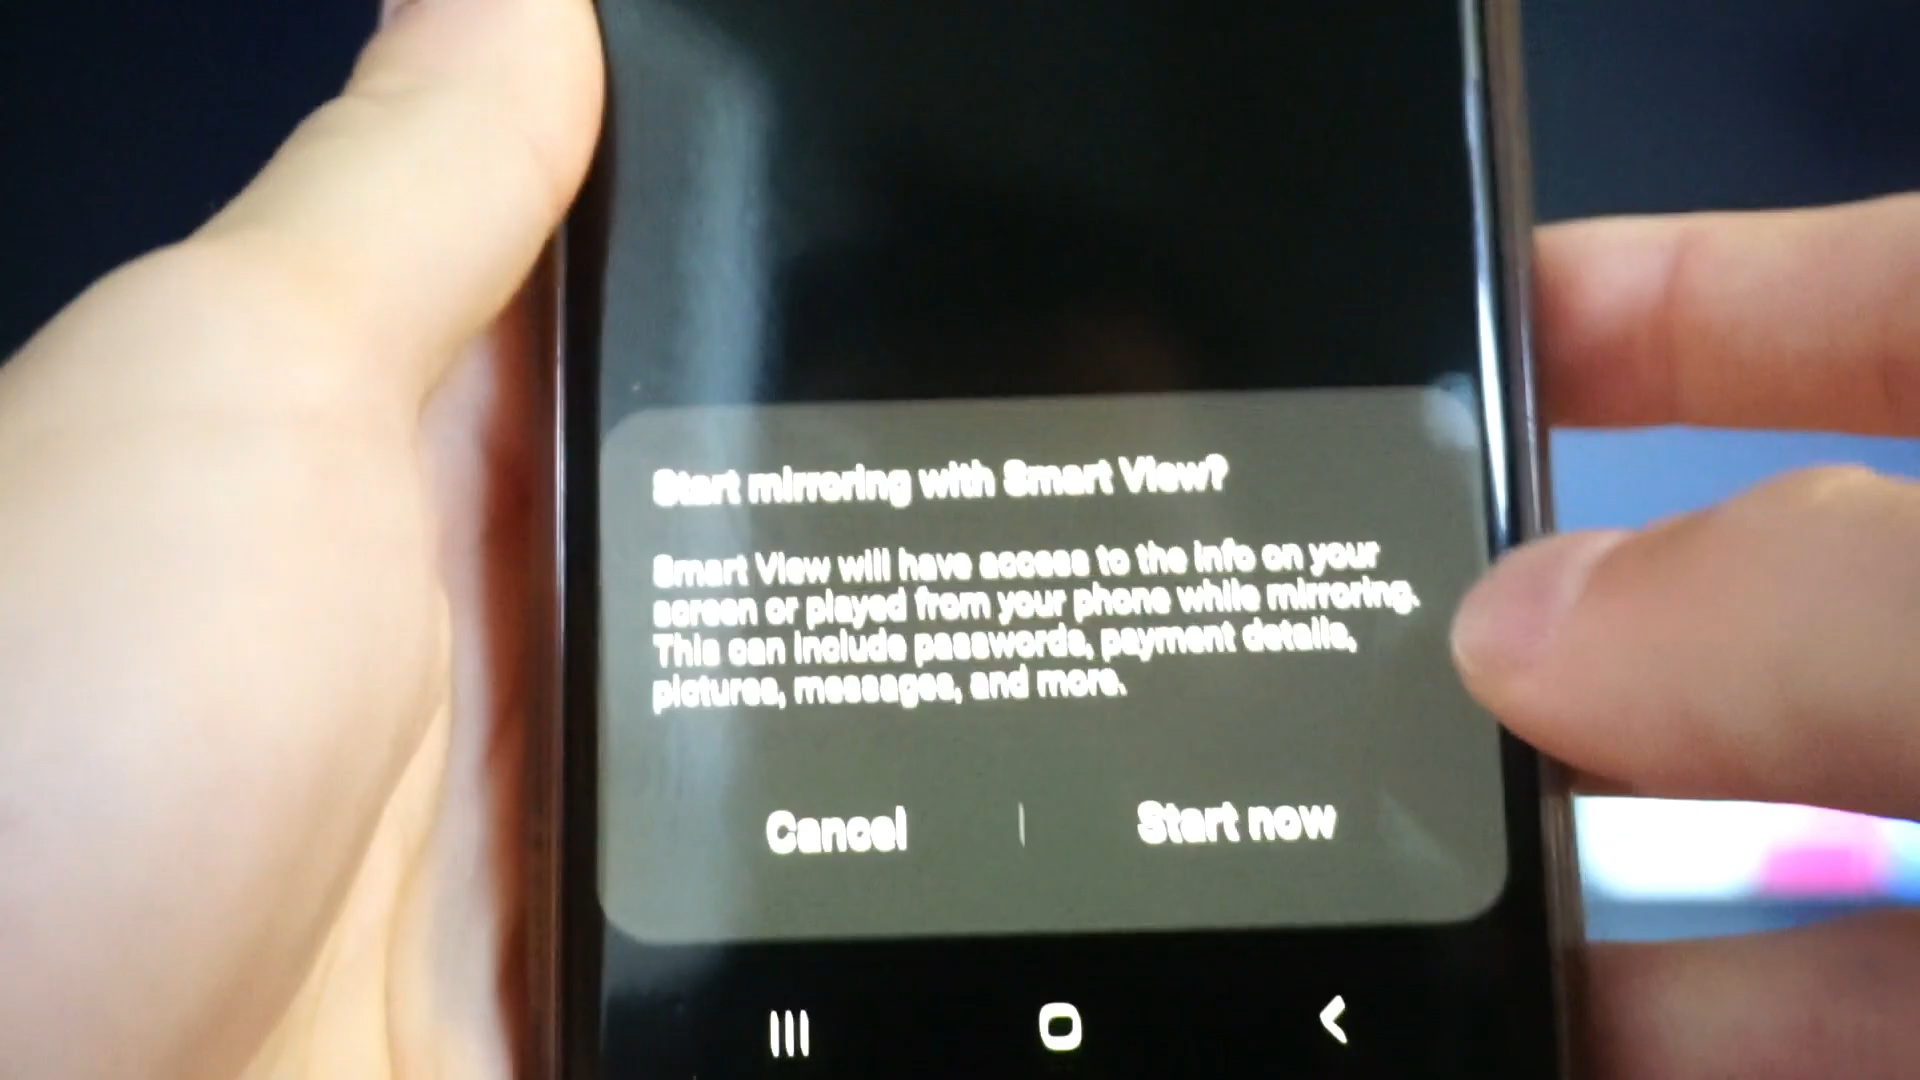 Start mirroring with Smart View?
Smart View will have access to the info on your
screen or played from your phone while mirroring.
This can include passwords, payment details,
pictures, messages, and more.
Cancel | Start now